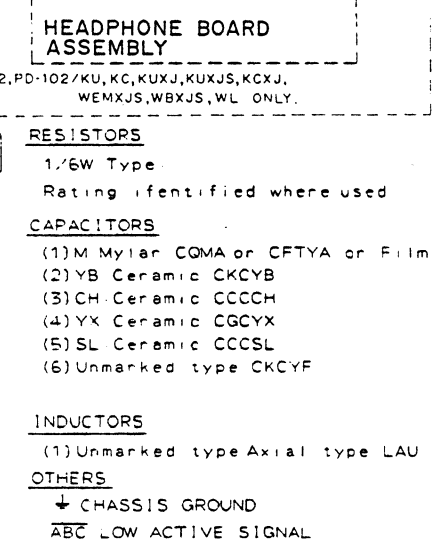 HEADPHONE BOARD
ASSEMBLY
2,PD-102/KU,KC,KUXJ,KUXJS,KCXJ,
WEMXJS,WBXJS,WL ONLY.
RESISTORS
1/6W Type
Rating ifentified where used
CAPACITORS
(1)M Mylar CQMA or CFTYA or Film
(2)YB Ceramic CKCYB
(3)CH Ceramic CCCCH
(4)YX Ceramic CGCYX
(5)SL Ceramic CCCSL
(6)Unmarked type CKCYF
INDUCTORS
(1)Unmarked type Axial type LAU
OTHERS
CHASSIS GROUND
ABC LOW ACTIVE SIGNAL